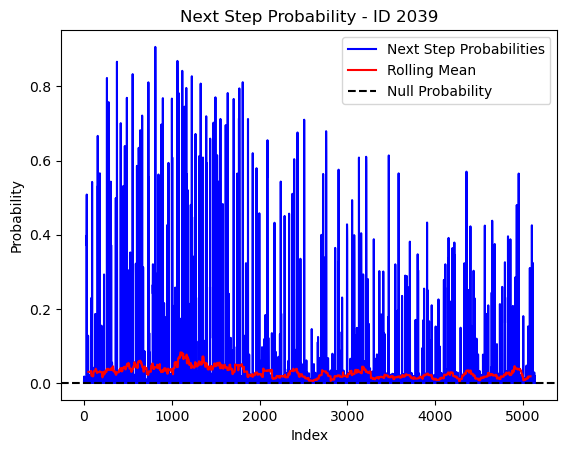 Next Step Probability - ID 2039
Next Step Probabilities
Rolling Mean
Null Probability
Probability
0.8
0.6
0.4
0.2
0.0
0
1000
2000
3000
4000
5000
Index